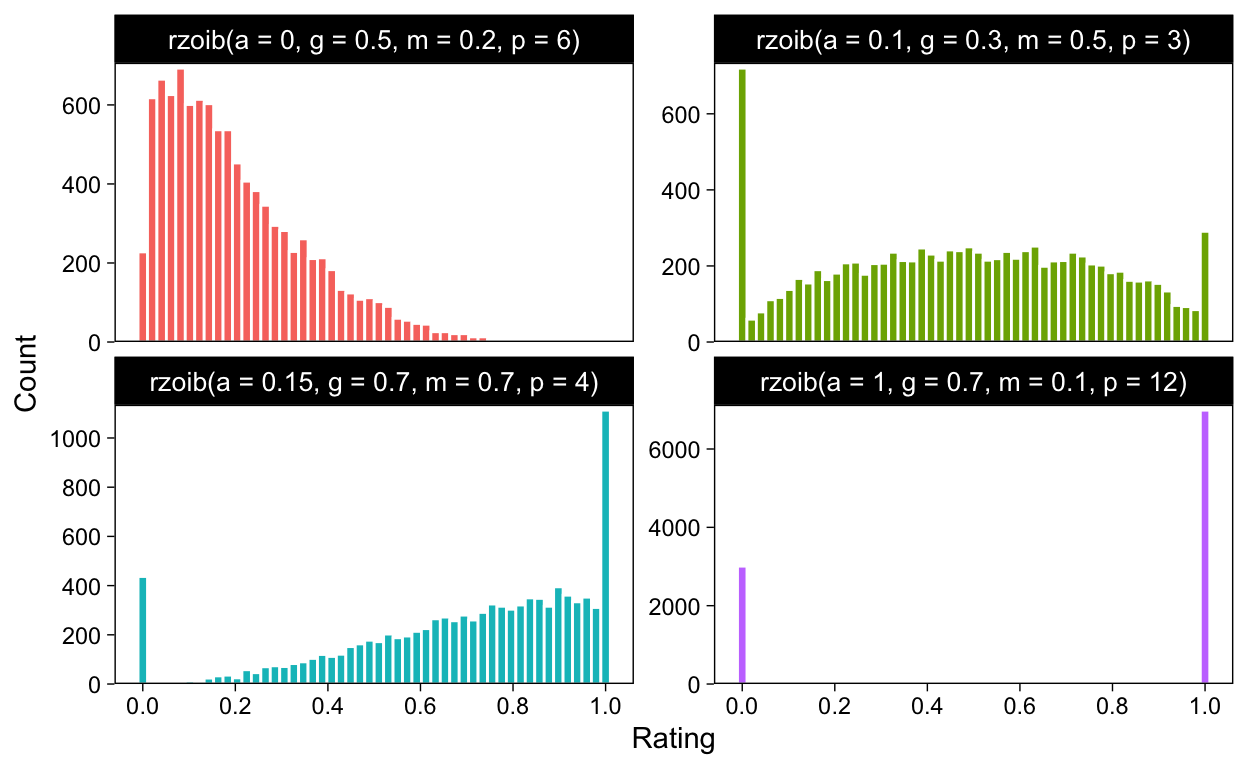 rzoib(a = 0, g = 0.5, m = 0.2, p = 6)
rzoib(a = 0.1, g = 0.3, m = 0.5, p = 3)
600
400
200
0
600
400
200
0
rzoib(a = 0.15, g = 0.7, m = 0.7, p = 4)
rzoib(a = 1, g = 0.7, m = 0.1, p = 12)
1000
800
600
400
200
0
6000
4000
2000
0
0.0 0.2 0.4 0.6 0.8 1.0
0.0 0.2 0.4 0.6 0.8 1.0
Count
Rating